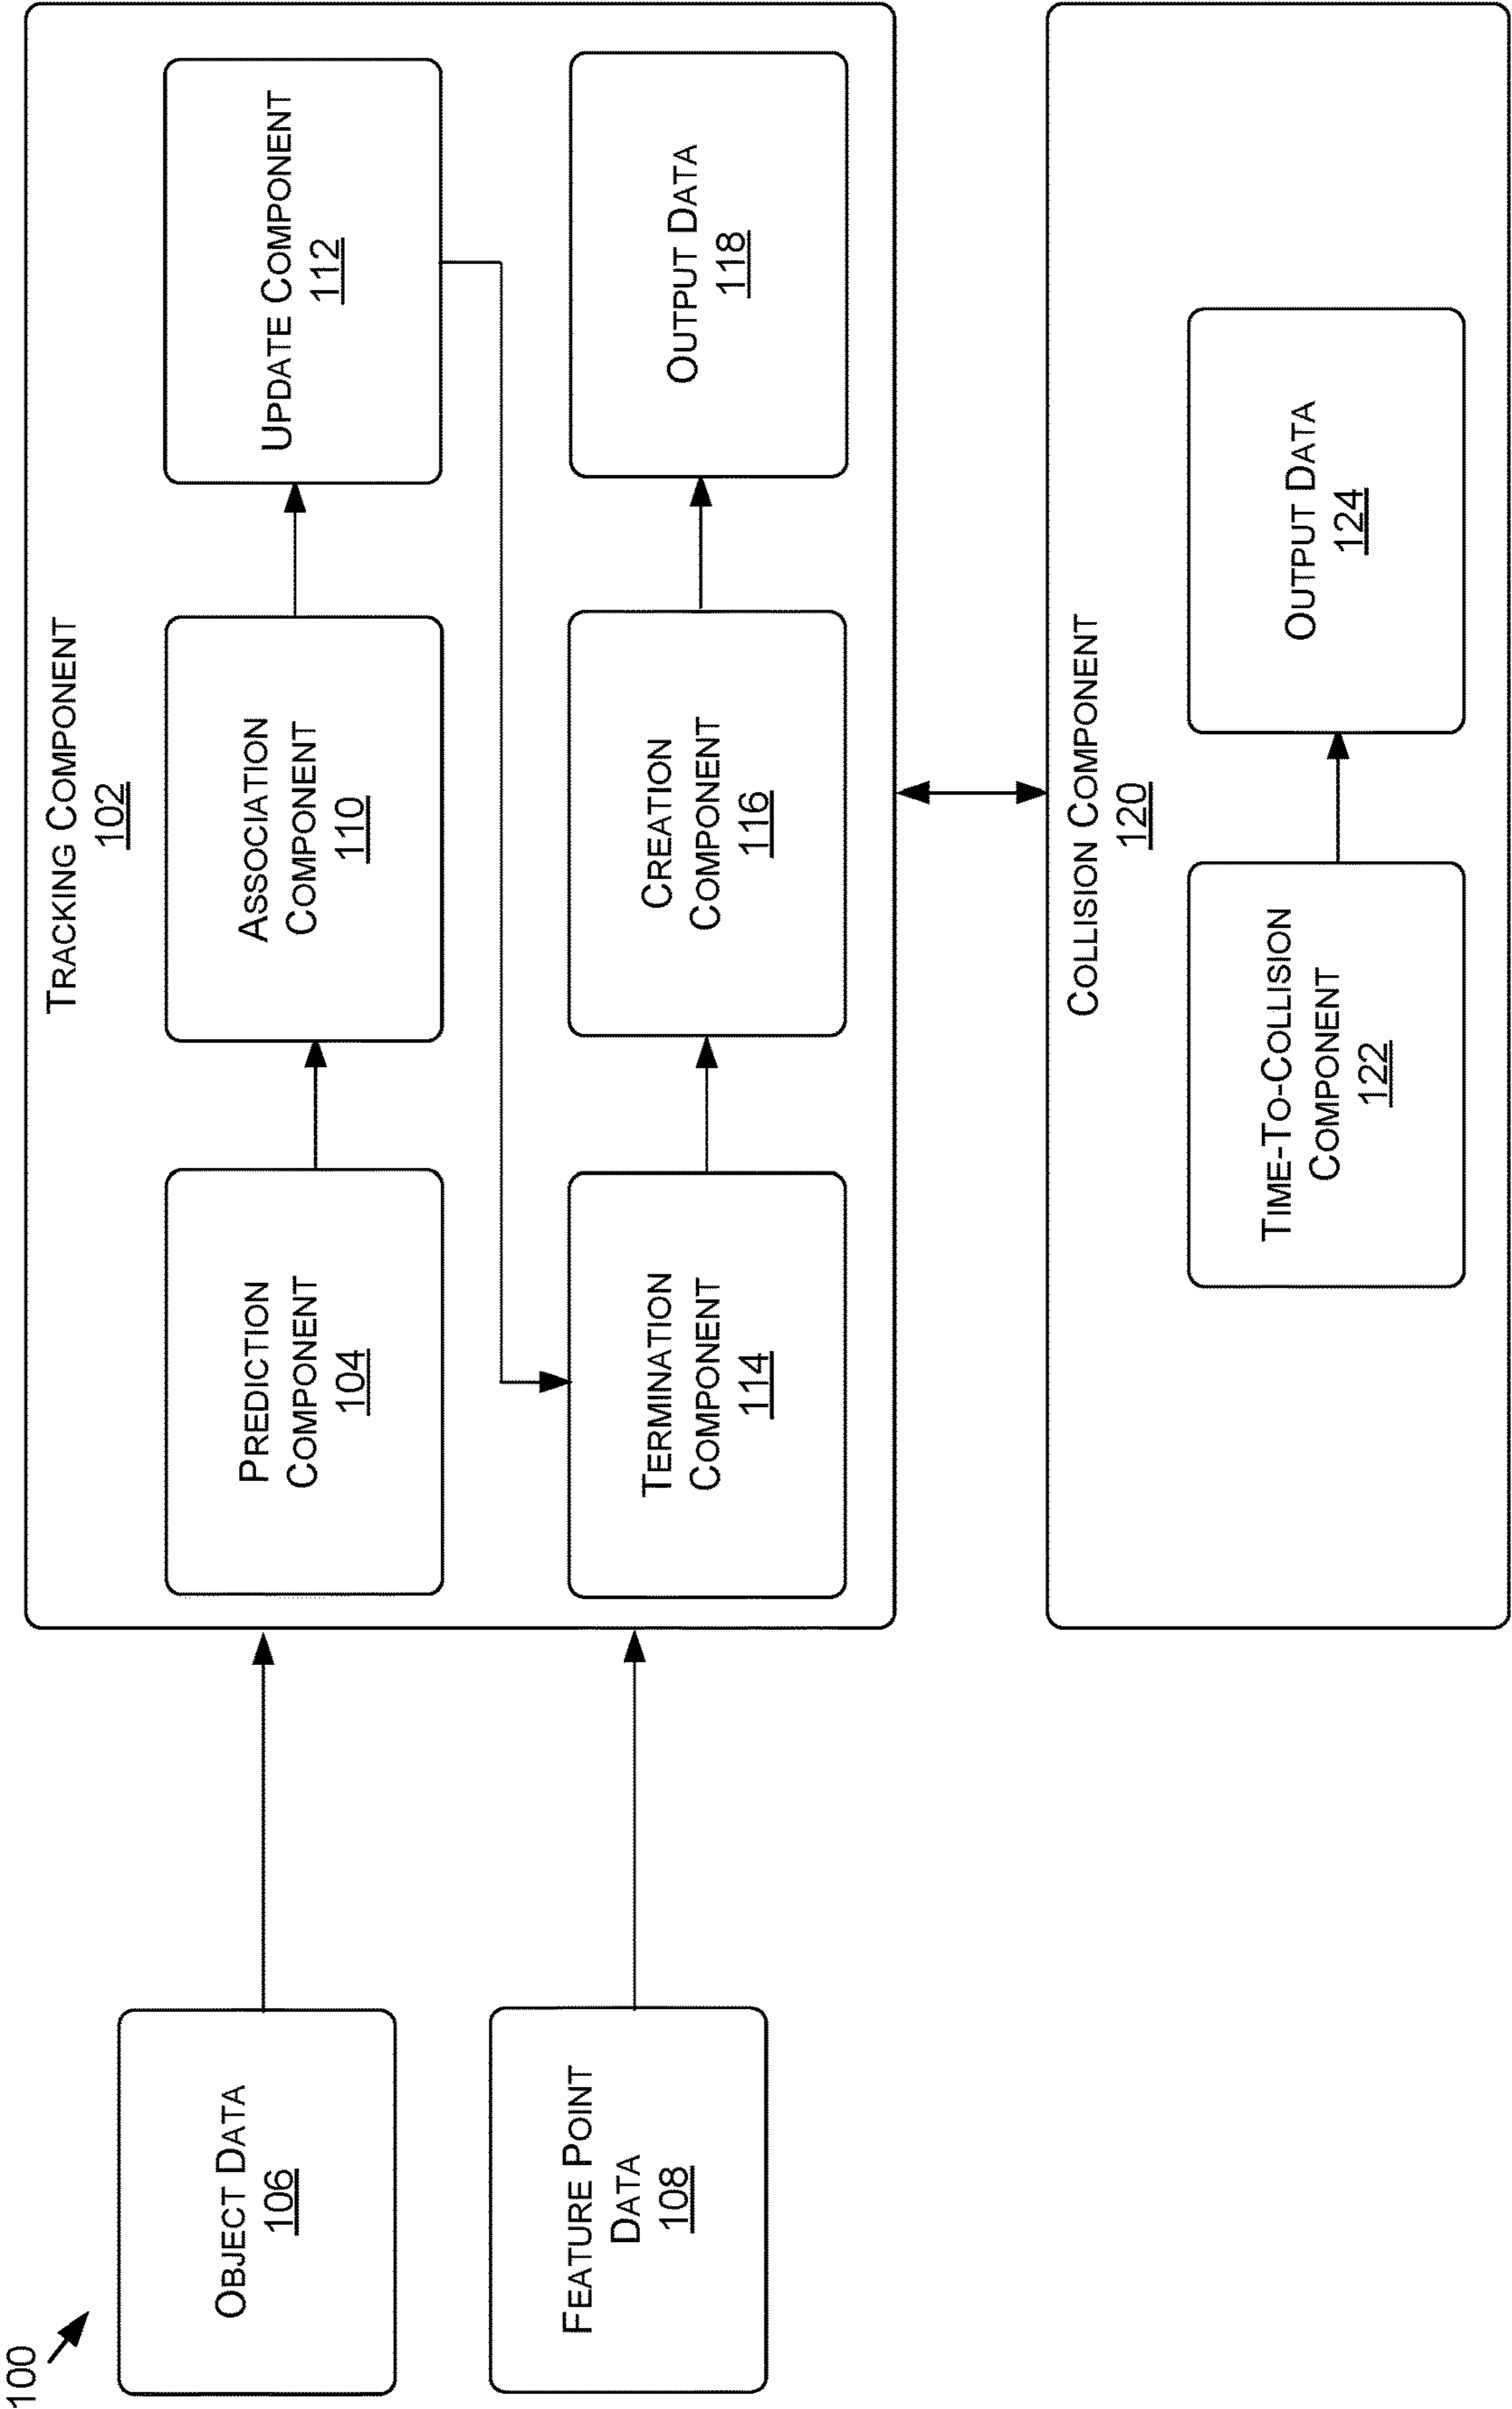 100
OBJECT DATA
106
FEATURE POINT
DATA
108
TRACKING COMPONENT
102
PREDICTION
COMPONENT
104
ASSOCIATION
COMPONENT
110
UPDATE COMPONENT
112
TERMINATION
COMPONENT
114
CREATION
COMPONENT
116
OUTPUT DATA
118
COLLISION COMPONENT
120
TIME-TO-COLLISION
COMPONENT
122
OUTPUT DATA
124